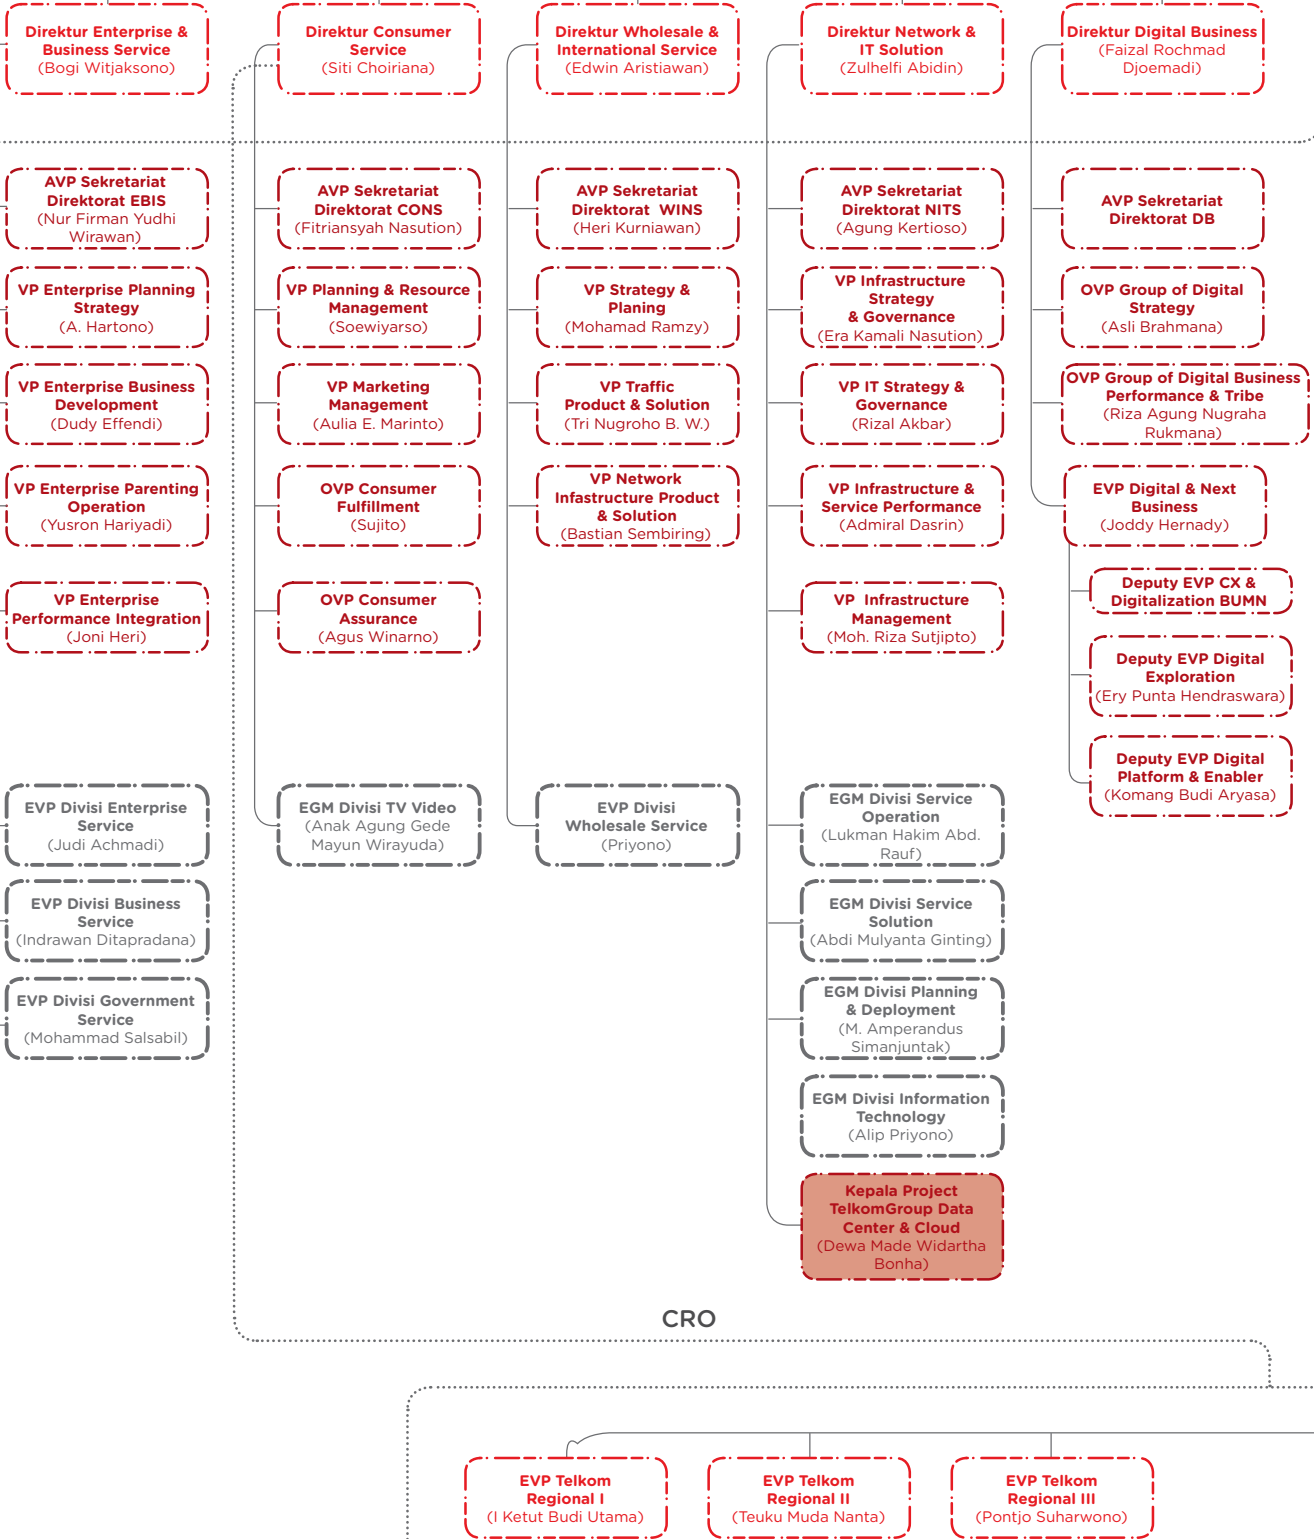 Direktur Enterprise &
Business Service
(Bogi Witjaksono)
Direktur Consumer
Service
(Siti Choiriana)
Direktur Wholesale &
International Service
(Edwin Aristiawan)
Direktur Network &
IT Solution
(Zulhelfi Abidin)
Direktur Digital Business
(Faizal Rochmad
Djoemadi)
AVP Sekretariat
Direktorat EBIS
(Nur Firman Yudhi
Wirawan)
VP Enterprise Planning
Strategy
(A. Hartono)
VP Enterprise Business
Development
(Dudy Effendi)
VP Enterprise Parenting
Operation
(Yusron Hariyadi)
VP Enterprise
Performance Integration
(Joni Heri)
EVP Divisi Enterprise
Service
(Judi Achmadi)
EVP Divisi Business
Service
(Indrawan Ditapradana)
EVP Divisi Government
Service
(Mohammad Salsabil)
AVP Sekretariat
Direktorat CONS
(Fitriansyah Nasution)
VP Planning & Resource
Management
(Soewiyarso)
VP Marketing
Management
(Aulia E. Marinto)
OVP Consumer
Fulfillment
(Sujito)
OVP Consumer
Assurance
(Agus Winarno)
EGM Divisi TV Video
(Anak Agung Gede
Mayun Wirayuda)
AVP Sekretariat
Direktorat WINS
(Heri Kurniawan)
VP Strategy &
Planing
(Mohamad Ramzy)
VP Traffic
Product & Solution
(Tri Nugroho B. W.)
VP Network
Infastructure Product
& Solution
(Bastian Sembiring)
EVP Divisi
Wholesale Service
(Priyono)
AVP Sekretariat
Direktorat NITS
(Agung Kertioso)
VP Infrastructure
Strategy
& Governance
(Era Kamali Nasution)
VP IT Strategy &
Governance
(Rizal Akbar)
VP Infrastructure &
Service Performance
(Admiral Dasrin)
VP Infrastructure
Management
(Moh. Riza Sutjipto)
EGM Divisi Service
Operation
(Lukman Hakim Abd.
Rauf)
EGM Divisi Service
Solution
(Abdi Mulyanta Ginting)
EGM Divisi Planning
& Deployment
(M. Amperandus
Simanjuntak)
EGM Divisi Information
Technology
(Alip Priyono)
Kepala Project
TelkomGroup Data
Center & Cloud
(Dewa Made Widartha
Bonha)
AVP Sekretariat
Direktorat DB
OVP Group of Digital
Strategy
(Asli Brahmana)
OVP Group of Digital Business
Performance & Tribe
(Riza Agung Nugraha
Rukmana)
EVP Digital & Next
Business
(Joddy Hernady)
Deputy EVP CX &
Digitalization BUMN
Deputy EVP Digital
Exploration
(Ery Punta Hendraswara)
Deputy EVP Digital
Platform & Enabler
(Komang Budi Aryasa)
CRO
EVP Telkom
Regional I
(I Ketut Budi Utama)
EVP Telkom
Regional II
(Teuku Muda Nanta)
EVP Telkom
Regional III
(Pontjo Suharwono)